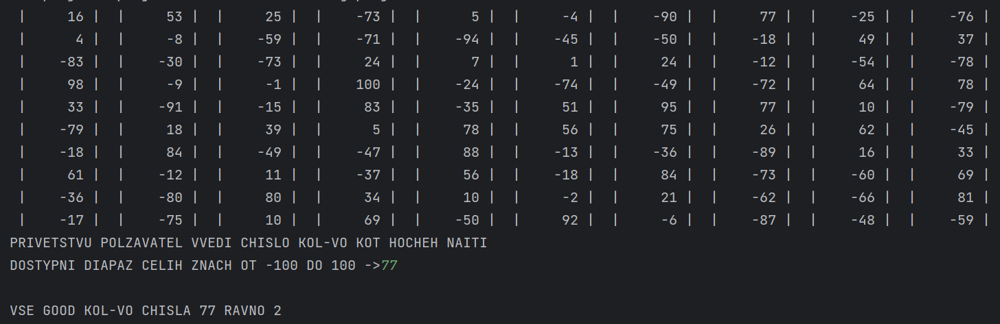 | 16 | | 53 | | 25 | | -73 | | 5 | | -4 | | -90 | | 77 | | -25 | | -76 |
| 4 | | -8 | | -59 | | -71 | | -94 | | -45 | | -50 | | -18 | | 49 | | 37 |
| -83 | | -30 | | -73 | | 24 | | 7 | | 1 | | 24 | | -12 | | -54 | | -78 |
| 98 | | -9 | | -1 | | 100 | | -24 | | -74 | | -49 | | -72 | | 64 | | 78 |
| 33 | | -91 | | -15 | | 83 | | -35 | | 51 | | 95 | | 77 | | 10 | | -79 |
| -79 | | 18 | | 39 | | 5 | | 78 | | 56 | | 75 | | 26 | | 62 | | -45 |
| -18 | | 84 | | -49 | | -47 | | 88 | | -13 | | -36 | | -89 | | 16 | | 33 |
| 61 | | -12 | | 11 | | -37 | | 56 | | -18 | | 84 | | -73 | | -60 | | 69 |
| -36 | | -80 | | 80 | | 34 | | 10 | | -2 | | 21 | | -62 | | -66 | | 81 |
| -17 | | -75 | | 10 | | 69 | | -50 | | 92 | | -6 | | -87 | | -48 | | -59 |
PRIVETSTVU POLZAVATEL VVEDI CHISLO KOL-VO KOT HOCHEH NAITI
DOSTYPNI DIAPAZ CELIH ZNACH OT -100 DO 100 ->77
VSE GOOD KOL-VO CHISLA 77 RAVNO 2